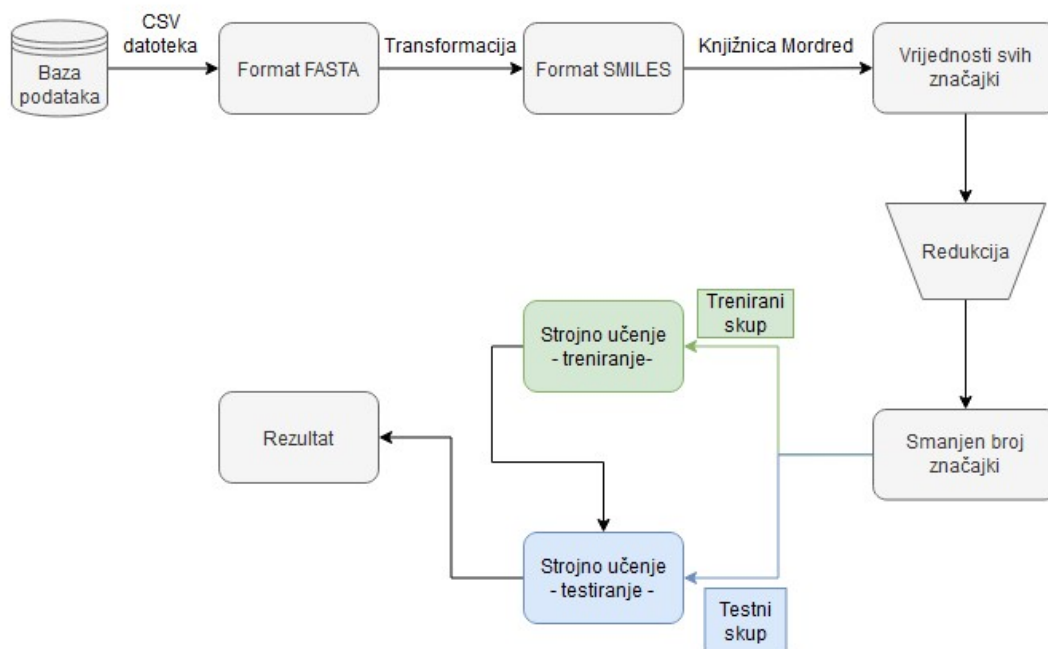 CSV
datoteka
Baza
podataka
Format FASTA
Transformacija
Format SMILES
Knjižnica Mordred
Vrijednosti svih
značajki
Redukcija
Trenirani
skup
Strojno učenje
- treniranje-
Rezultat
Smanjen broj
značajki
Strojno učenje
- testiranje -
Testni
skup